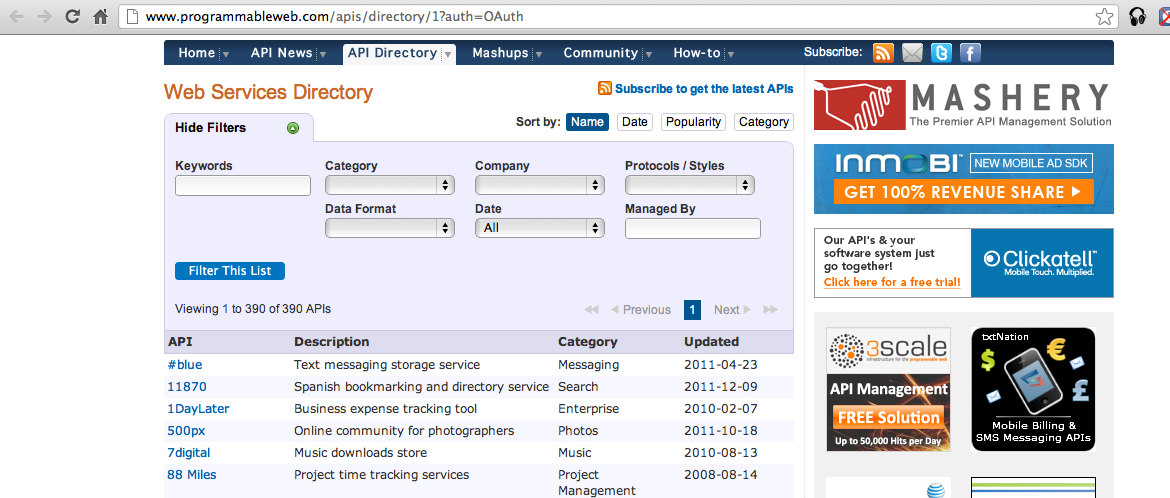 www.programmableweb.com/apis/directory/1?auth=OAuth
Home API News API Directory Mashups Community How-to Subscribe:
Web Services Directory
Subscribe to get the latest APIs
Hide Filters
Sort by: Name Date Popularity Category
Keywords Category Company Protocols / Styles
Data Format Date Managed By
All
Filter This List
Viewing 1 to 390 of 390 APIs
Previous 1 Next
API Description Category Updated
#blue Text messaging storage service Messaging 2011-04-23
11870 Spanish bookmarking and directory service Search 2011-12-09
1DayLater Business expense tracking tool Enterprise 2010-02-07
500px Online community for photographers Photos 2011-10-18
7digital Music downloads store Music 2010-08-13
88 Miles Project time tracking services Project Management 2008-08-14
MASHERY
The Premier API Management Solution
INMOBI™ NEW MOBILE AD SDK
GET 100% REVENUE SHARE
Our API's & your
software system just
go together!
Click here for a free trial!
Clickatell™
Mobile Touch. Multiplied.
3scale
infrastructure for the programmable web
API Management
FREE Solution
Up to 50,000 Hits per Day
txtNation
$ € £
Mobile Billing &
SMS Messaging APIs
at&t